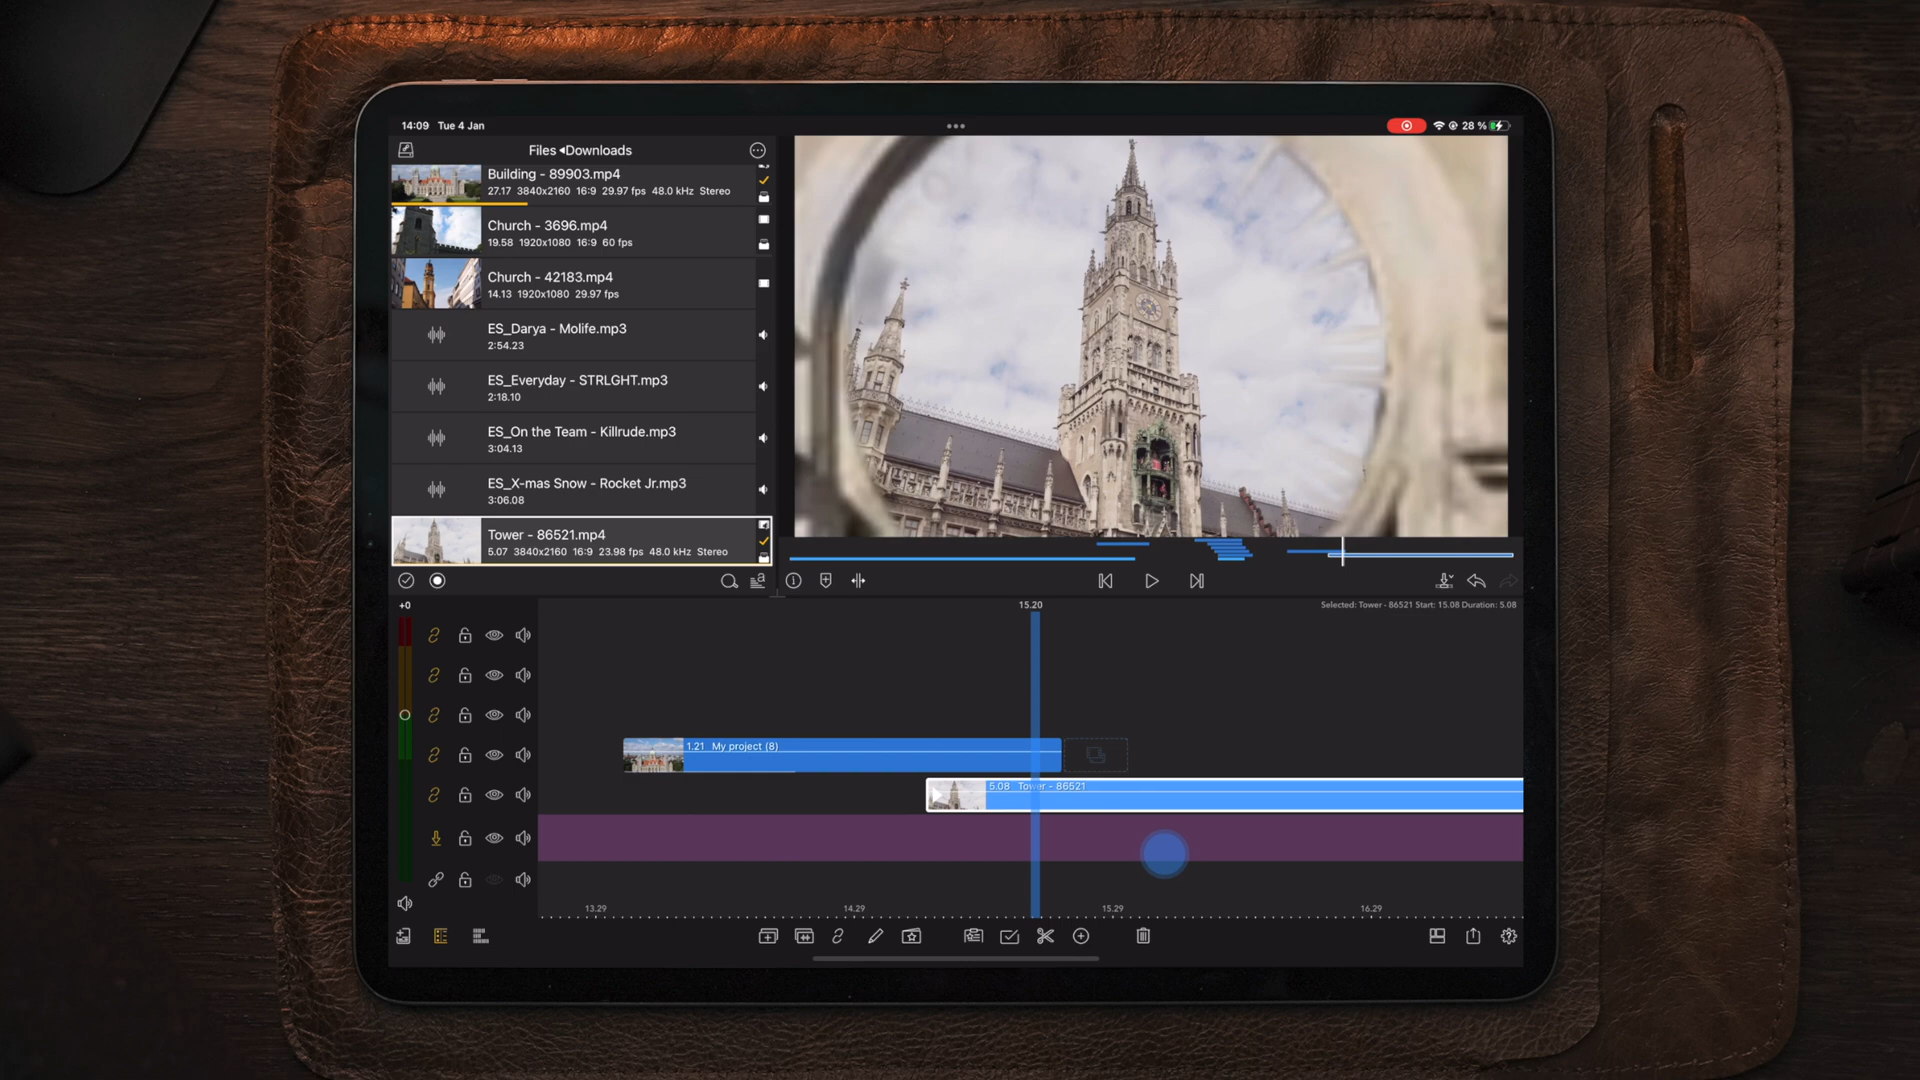 14:09 Tue 4 Jan
28 %
Files Downloads
Building - 89903.mp4
27.17 3840x2160 16:9 29.97 fps 48.0 kHz Stereo
Church - 3696.mp4
19.58 1920x1080 16:9 60 fps
Church - 42183.mp4
14.13 1920x1080 29.97 fps
ES_Darya - Molife.mp3
2:54.23
ES_Everyday - STRLGHT.mp3
2:18.10
ES_On the Team - Killrude.mp3
3:04.13
ES_X-mas Snow - Rocket Jr.mp3
3:06.08
Tower - 86521.mp4
5.07 3840x2160 16:9 23.98 fps 48.0 kHz Stereo
+0
15.20
Selected: Tower - 86521 Start: 15.08 Duration: 5.08
1.21 My project (8)
5.08 Tower - 86521
13.29 14.29 15.29 16.29